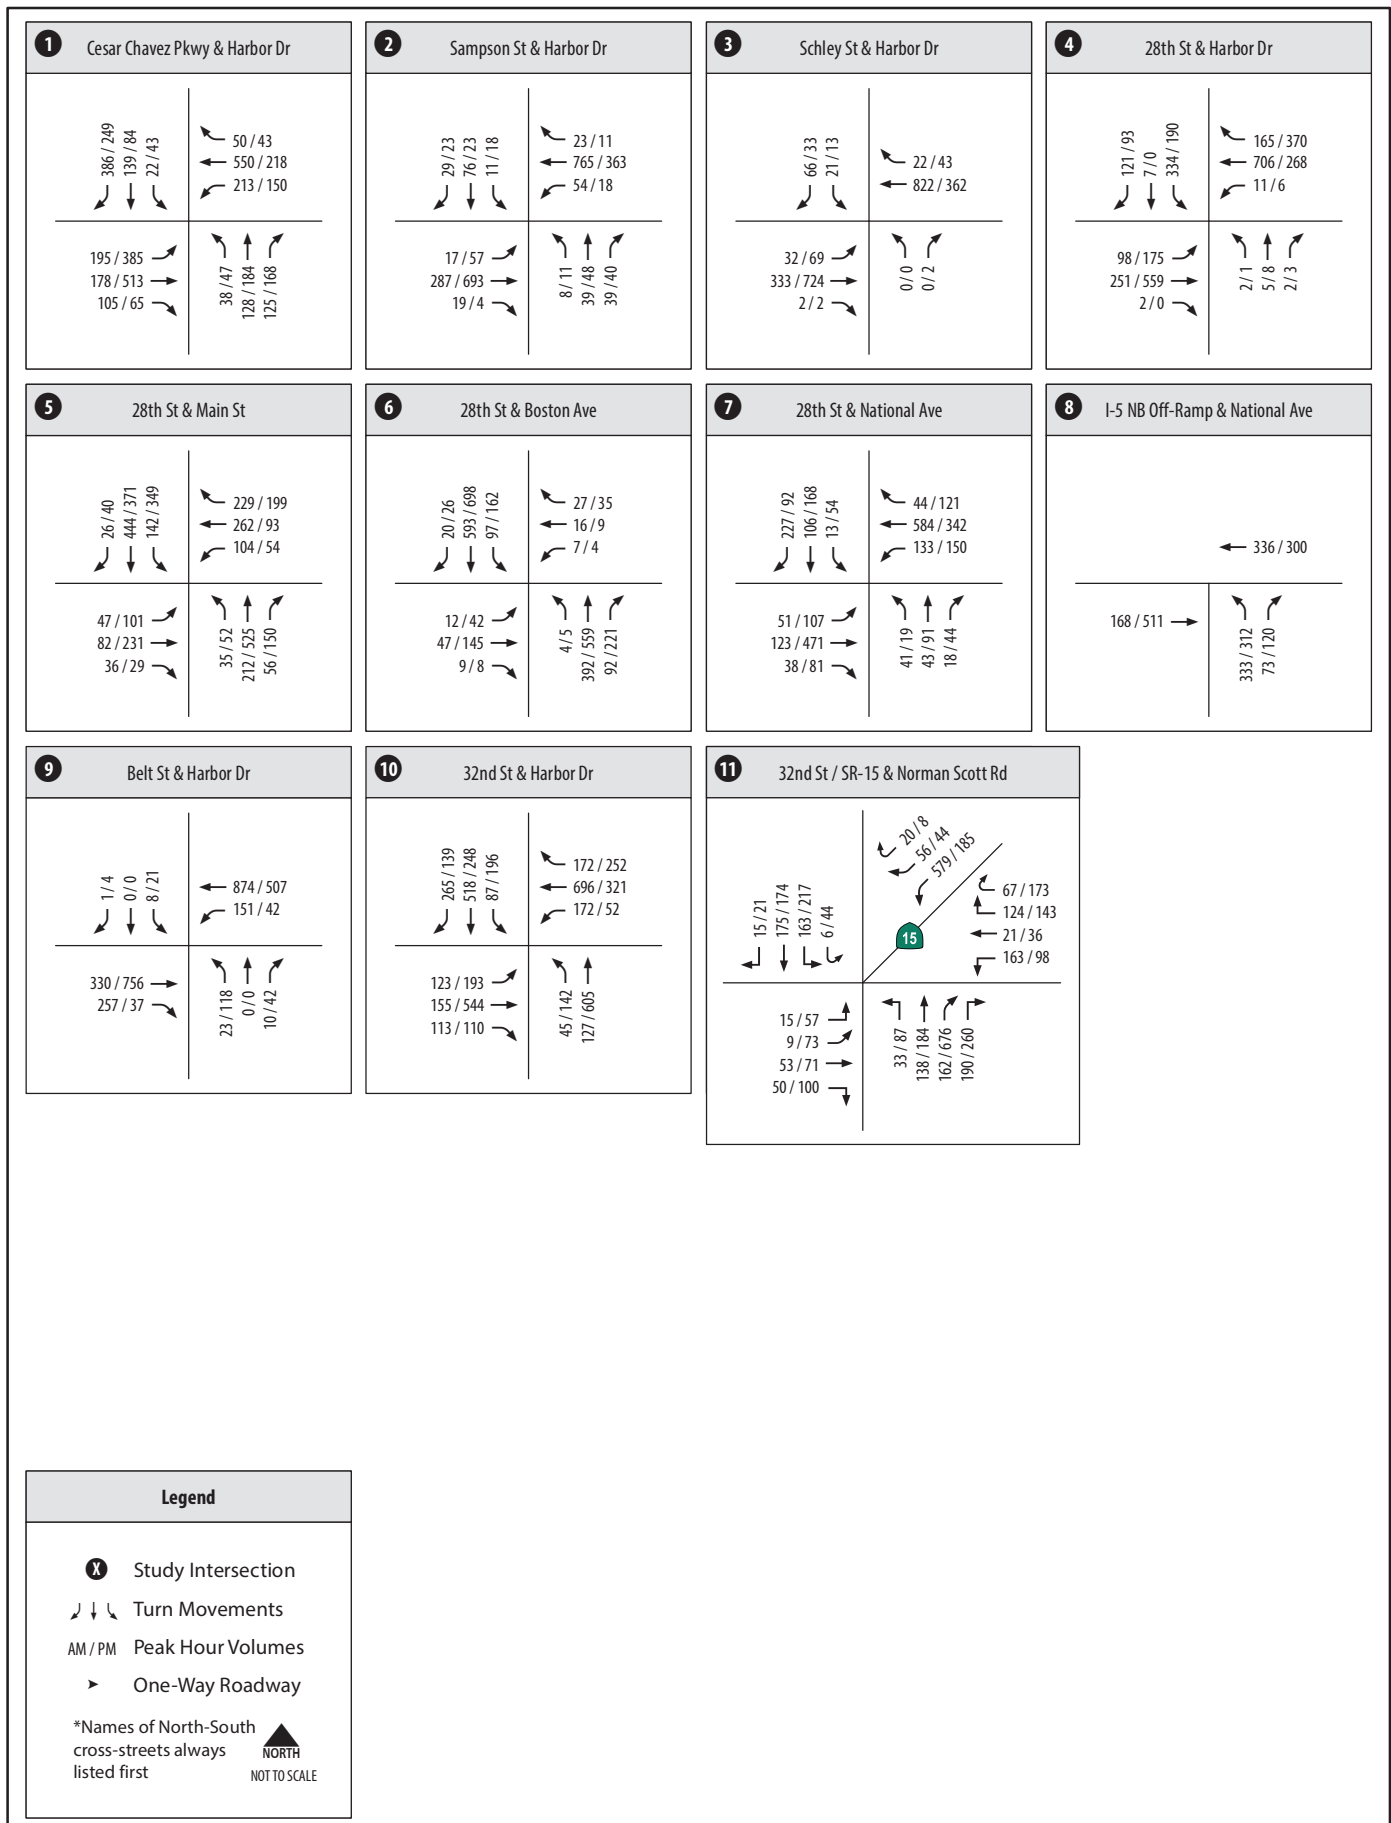 1 Cesar Chavez Pkwy & Harbor Dr
386 / 249
139 / 84
22 / 43
50 / 43
550 / 218
213 / 150
195 / 385
178 / 513
105 / 65
38 / 47
128 / 184
125 / 168
2 Sampson St & Harbor Dr
29 / 23
76 / 23
11 / 18
23 / 11
765 / 363
54 / 18
17 / 57
287 / 693
19 / 4
8 / 11
39 / 48
39 / 40
3 Schley St & Harbor Dr
66 / 33
21 / 13
22 / 43
822 / 362
32 / 69
333 / 724
2 / 2
0 / 0
0 / 2
4 28th St & Harbor Dr
121 / 93
7 / 0
334 / 190
165 / 370
706 / 268
11 / 6
98 / 175
251 / 559
2 / 0
2 / 1
5 / 8
2 / 3
5 28th St & Main St
26 / 40
444 / 371
142 / 349
229 / 199
262 / 93
104 / 54
47 / 101
82 / 231
36 / 29
35 / 52
212 / 525
56 / 150
6 28th St & Boston Ave
20 / 26
593 / 698
97 / 162
27 / 35
16 / 9
7 / 4
12 / 42
47 / 145
9 / 8
4 / 5
392 / 559
92 / 221
7 28th St & National Ave
227 / 92
106 / 168
13 / 54
44 / 121
584 / 342
133 / 150
51 / 107
123 / 471
38 / 81
41 / 19
43 / 91
18 / 44
8 I-5 NB Off-Ramp & National Ave
336 / 300
168 / 511
333 / 312
73 / 120
9 Belt St & Harbor Dr
1 / 4
0 / 0
8 / 21
874 / 507
151 / 42
330 / 756
257 / 37
23 / 118
0 / 0
10 / 42
10 32nd St & Harbor Dr
265 / 139
518 / 248
87 / 196
172 / 252
696 / 321
172 / 52
123 / 193
155 / 544
113 / 110
45 / 142
127 / 605
11 32nd St / SR-15 & Norman Scott Rd
15 / 21
175 / 174
163 / 217
6 / 44
20 / 8
56 / 44
579 / 185
15
67 / 173
124 / 143
21 / 36
163 / 98
15 / 57
9 / 73
53 / 71
50 / 100
33 / 87
138 / 184
162 / 676
190 / 260
Legend
X Study Intersection
Turn Movements
AM / PM Peak Hour Volumes
One-Way Roadway
*Names of North-South
cross-streets always
listed first
NORTH
NOT TO SCALE